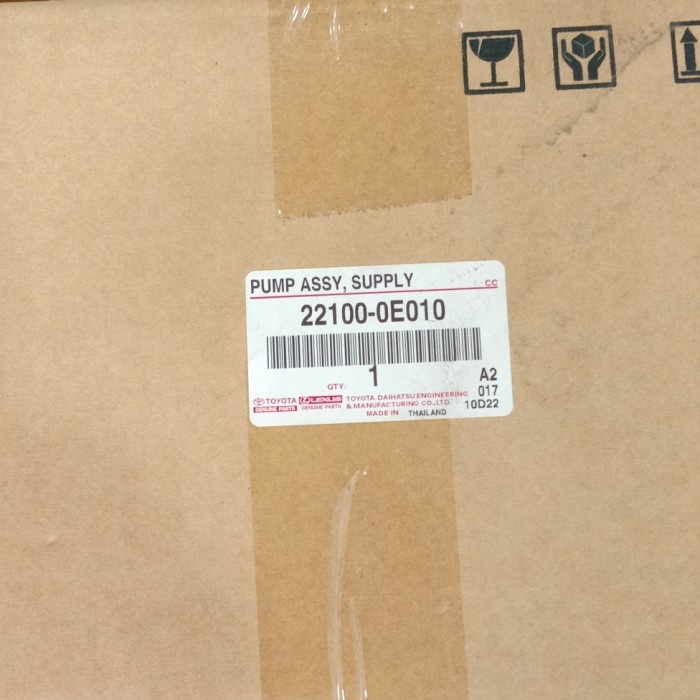 PUMP ASSY, SUPPLY
CC
22100-0E010
QTY: 1
A2
017
10D22
TOYOTA GENUINE PARTS
LEXUS GENUINE PARTS
TOYOTA DAIHATSU ENGINEERING
& MANUFACTURING CO.,LTD.
MADE IN THAILAND